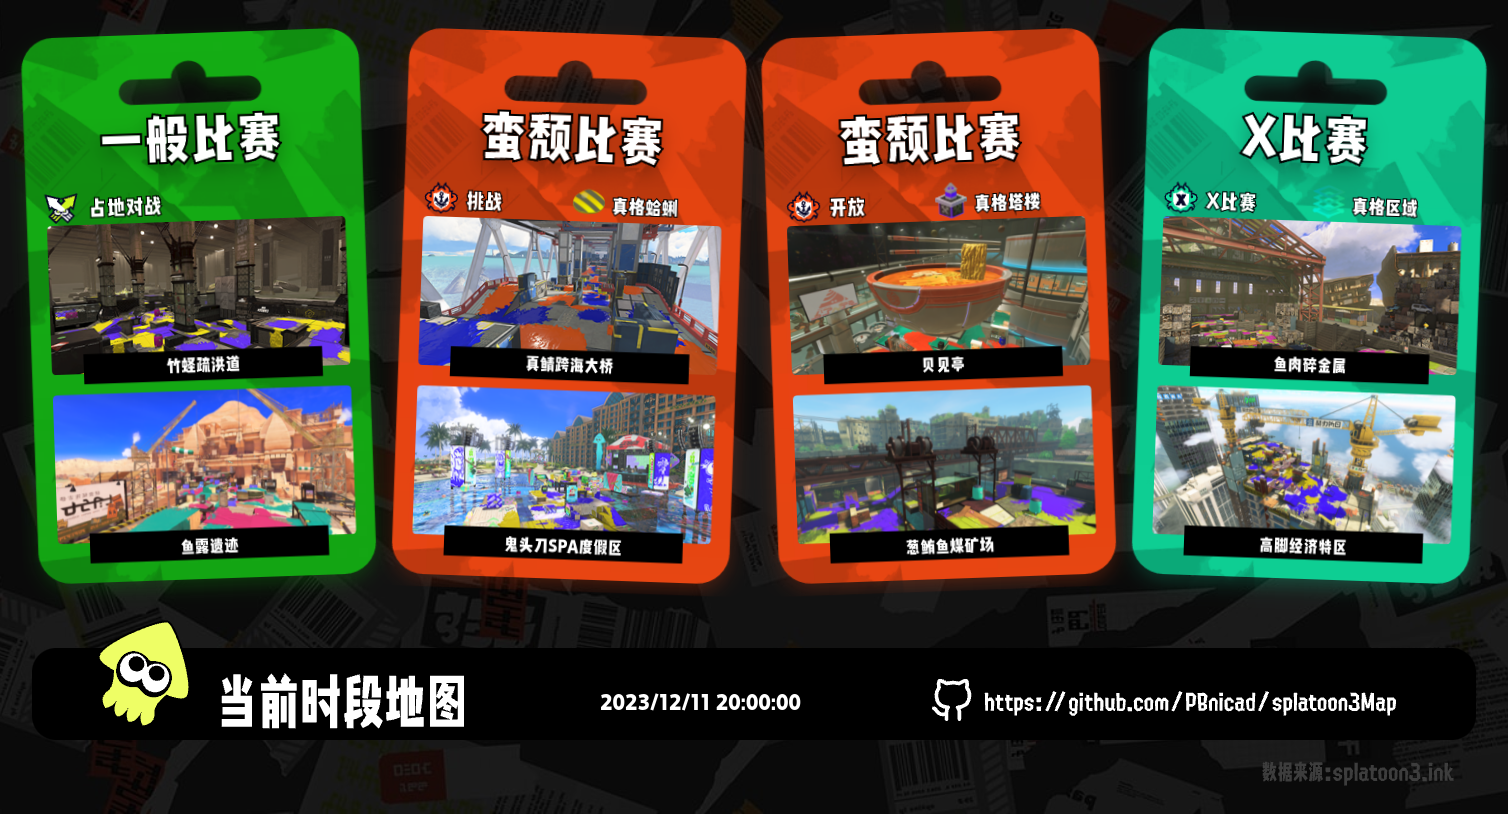 一般比赛
占地对战
竹蛏疏洪道
鱼露遗迹
蛮颓比赛
挑战
真格蛤蜊
真鲭跨海大桥
鬼头刀SPA度假区
蛮颓比赛
开放
真格塔楼
贝见亭
葱鲔鱼煤矿场
X比赛
X比赛
真格区域
鱼肉碎金属
高脚经济特区
当前时段地图
2023/12/11 20:00:00
https://github.com/PBnicad/splatoon3Map
数据来源:splatoon3.ink